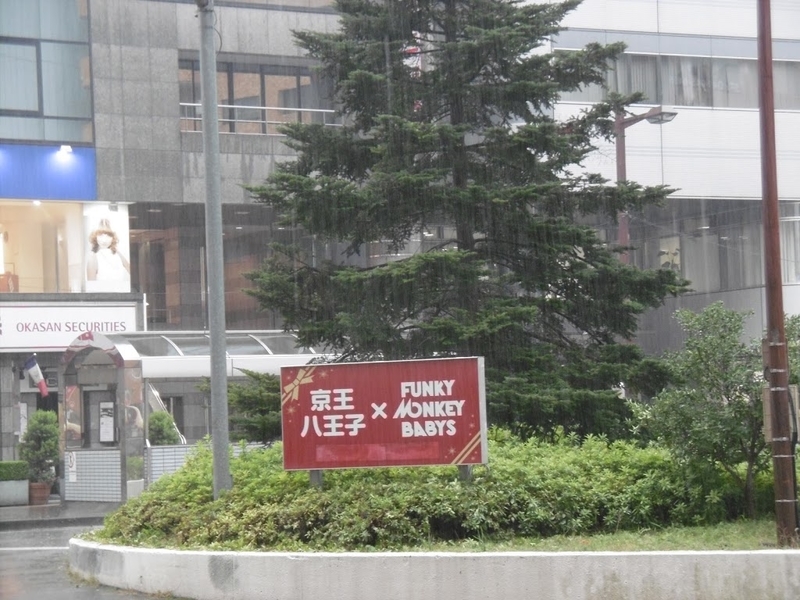 OKASAN SECURITIES
京王
八王子
×
FUNKY
MONKEY
BABYS